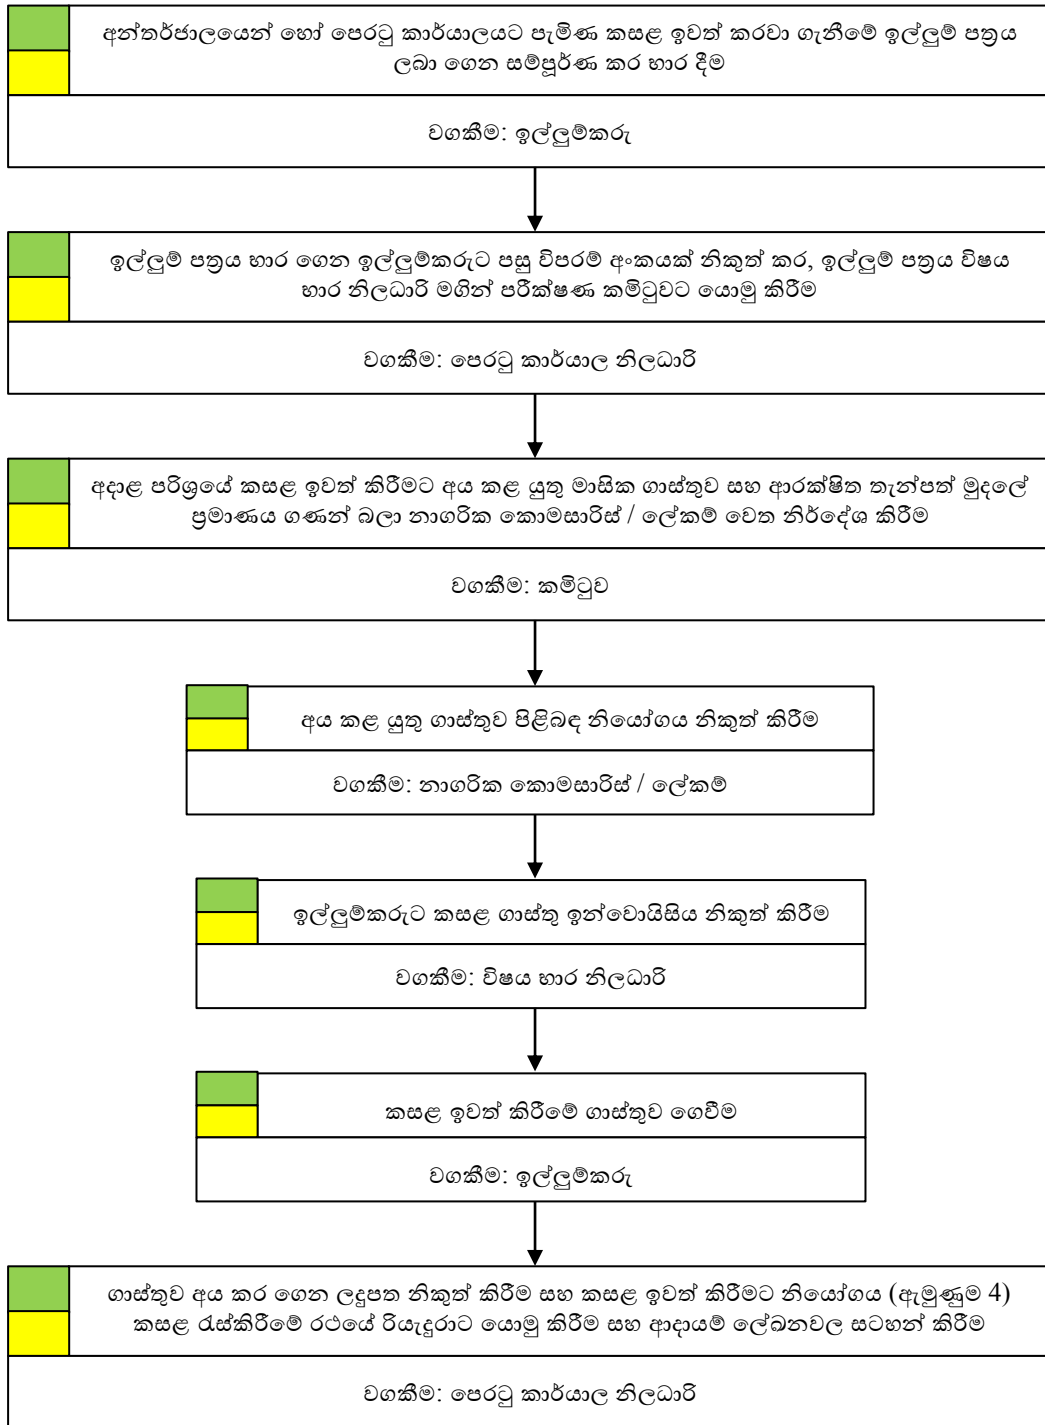 අන්තර්ජාලයෙන් හෝ පෙරටු කාර්යාලයට පැමිණ කසළ ඉවත් කරවා ගැනීමේ ඉල්ලුම් පත්‍රය
ලබා ගෙන සම්පූර්ණ කර භාර දීම
වගකීම: ඉල්ලුම්කරු
ඉල්ලුම් පත්‍රය භාර ගෙන ඉල්ලුම්කරුට පසු විපරම් අංකයක් නිකුත් කර, ඉල්ලුම් පත්‍රය විෂය
භාර නිලධාරි මගින් පරීක්ෂණ කමිටුවට යොමු කිරීම
වගකීම: පෙරටු කාර්යාල නිලධාරි
අදාළ පරිශ්‍රයේ කසළ ඉවත් කිරීමට අය කළ යුතු මාසික ගාස්තුව සහ ආරක්ෂිත තැන්පත් මුදලේ
ප්‍රමාණය ගණන් බලා නාගරික කොමසාරිස් / ලේකම් වෙත නිර්දේශ කිරීම
වගකීම: කමිටුව
අය කළ යුතු ගාස්තුව පිළිබඳ නියෝගය නිකුත් කිරීම
වගකීම: නාගරික කොමසාරිස් / ලේකම්
ඉල්ලුම්කරුට කසළ ගාස්තු ඉන්වොයිසිය නිකුත් කිරීම
වගකීම: විෂය භාර නිලධාරි
කසළ ඉවත් කිරීමේ ගාස්තුව ගෙවීම
වගකීම: ඉල්ලුම්කරු
ගාස්තුව අය කර ගෙන ලදුපත නිකුත් කිරීම සහ කසළ ඉවත් කිරීමට නියෝගය (ඇමුණුම 4)
කසළ රැස්කිරීමේ රථයේ රියැදුරාට යොමු කිරීම සහ ආදායම් ලේඛනවල සටහන් කිරීම
වගකීම: පෙරටු කාර්යාල නිලධාරි